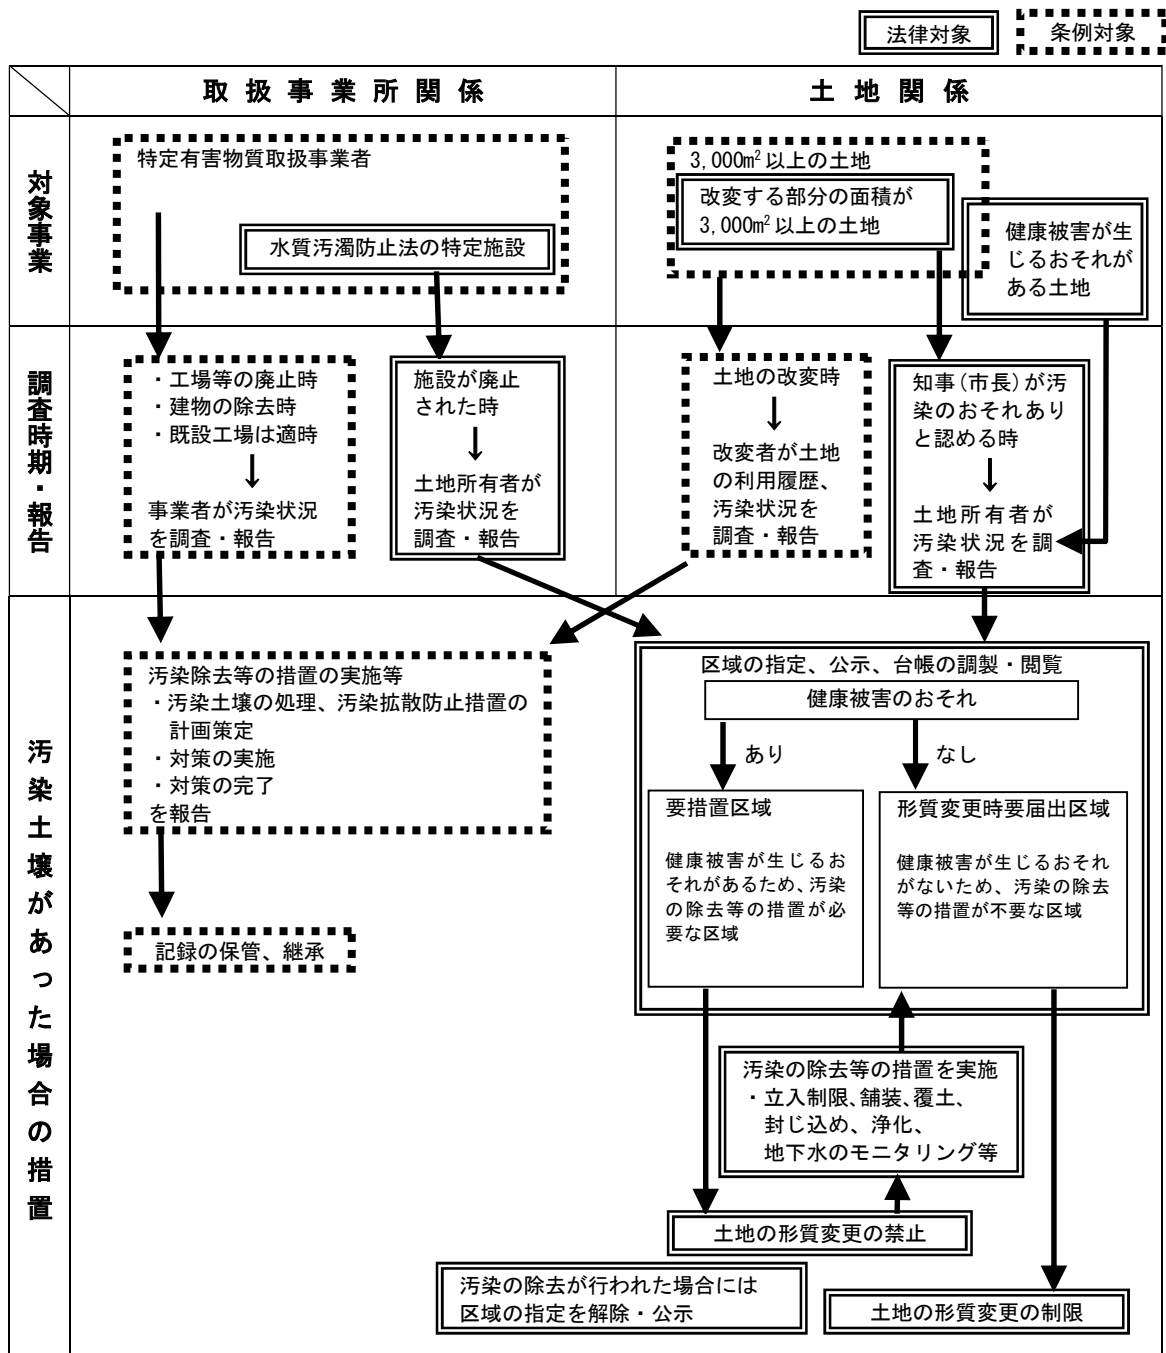 法律対象
条例対象
取扱事業所関係
土地関係
対象事業
特定有害物質取扱事業者
水質汚濁防止法の特定施設
3,000m²以上の土地
改変する部分の面積が
3,000m²以上の土地
健康被害が生
じるおそれが
ある土地
調査時期・報告
・工場等の廃止時
・建物の除去時
・既設工場は適時
↓
事業者が汚染状況
を調査・報告
施設が廃止
された時
↓
土地所有者が
汚染状況を
調査・報告
土地の改変時
↓
改変者が土地
の利用履歴、
汚染状況を
調査・報告
知事(市長)が汚
染のおそれあり
と認める時
↓
土地所有者が
汚染状況を調
査・報告
汚染土壌があった場合の措置
汚染除去等の措置の実施等
・汚染土壌の処理、汚染拡散防止措置の
計画策定
・対策の実施
・対策の完了
を報告
記録の保管、継承
区域の指定、公示、台帳の調製・閲覧
健康被害のおそれ
あり
なし
要措置区域
健康被害が生じるお
それがあるため、汚染
の除去等の措置が必
要な区域
形質変更時要届出区域
健康被害が生じるおそれ
がないため、汚染の除去
等の措置が不要な区域
汚染の除去等の措置を実施
・立入制限、舗装、覆土、
封じ込め、浄化、
地下水のモニタリング等
土地の形質変更の禁止
汚染の除去が行われた場合には
区域の指定を解除・公示
土地の形質変更の制限